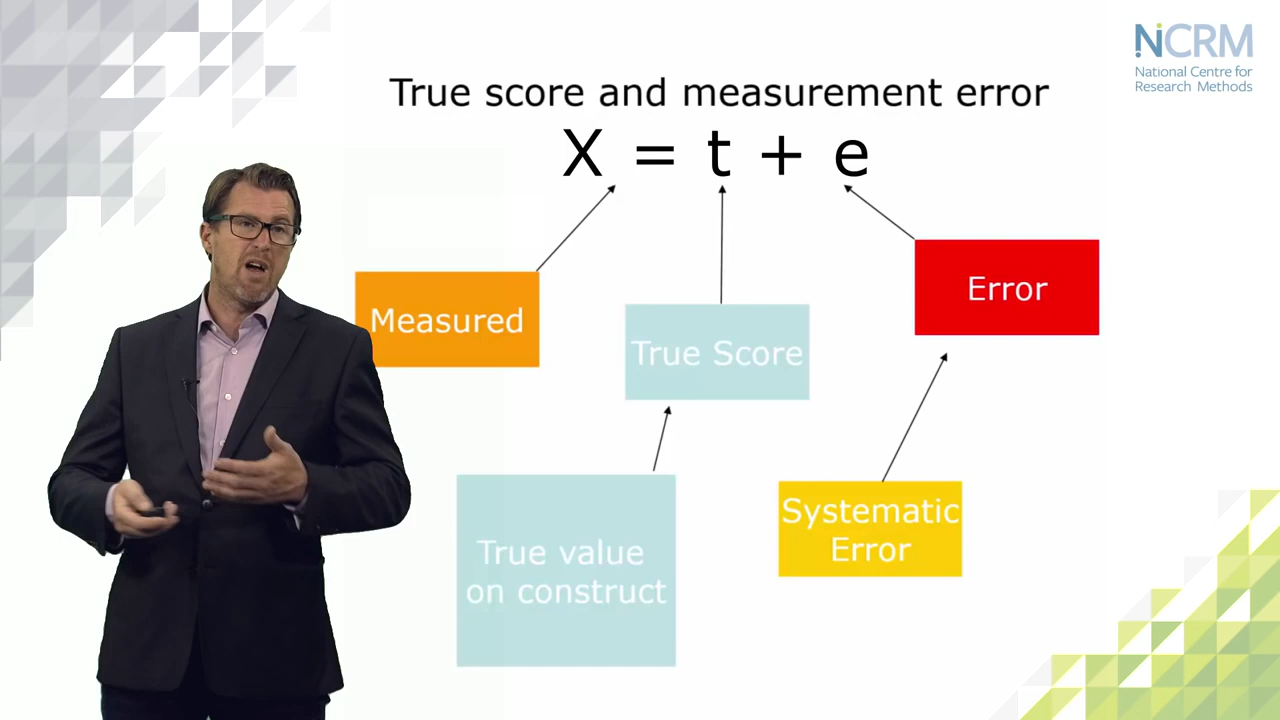 NCRM
National Centre for
Research Methods
True score and measurement error
X = t + e
Measured
True Score
Error
True value
on construct
Systematic
Error